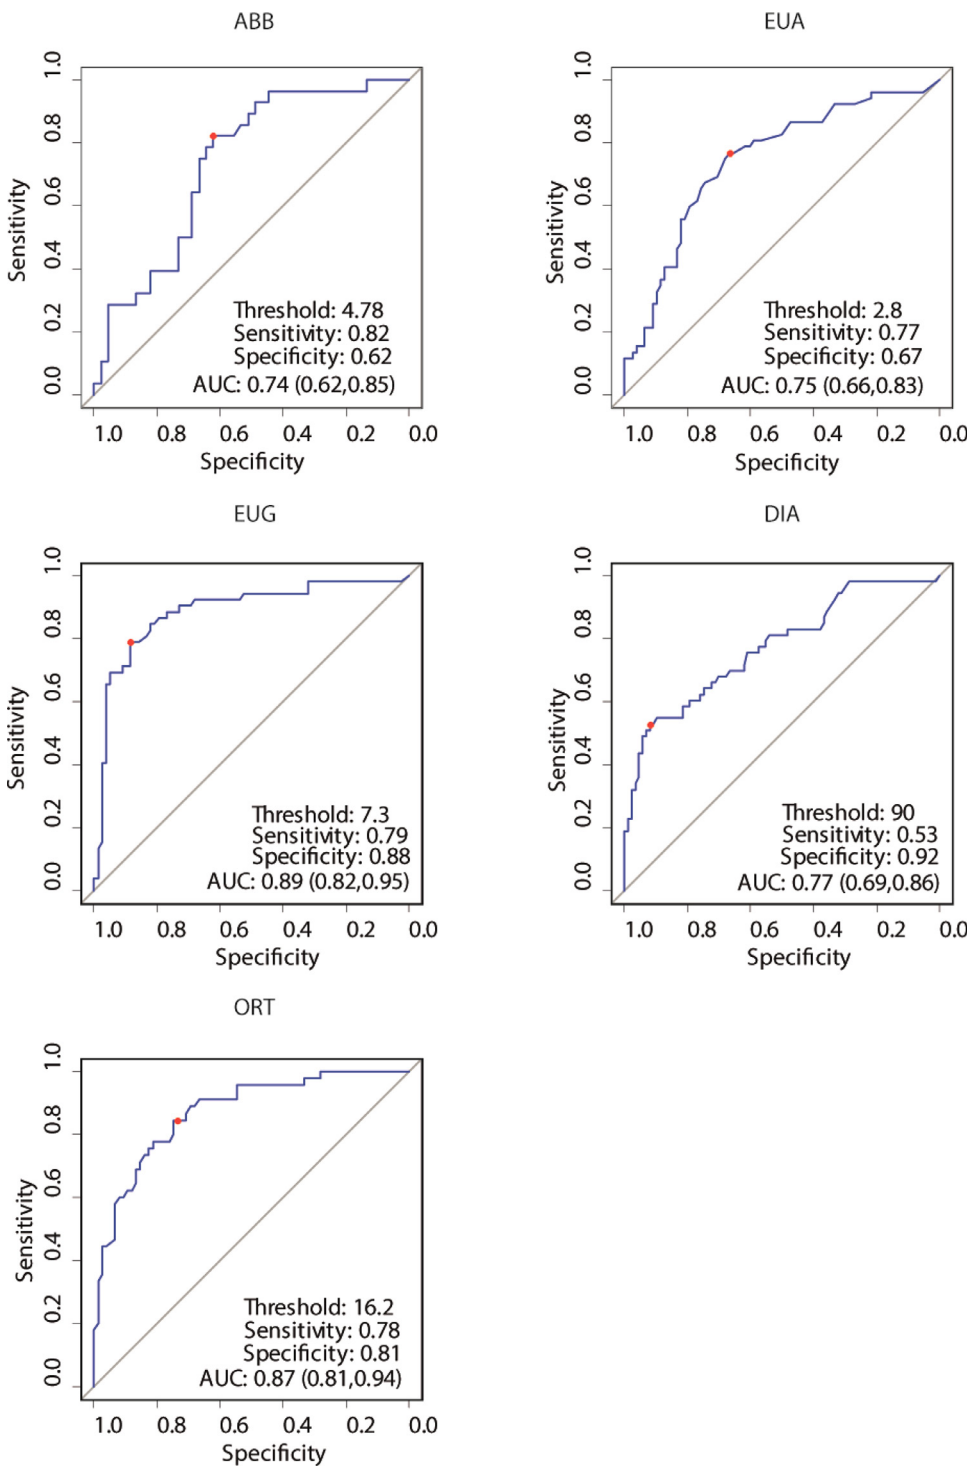 ABB
1.0
0.8
0.6
0.4
0.2
0.0
Sensitivity
Threshold: 4.78
Sensitivity: 0.82
Specificity: 0.62
AUC: 0.74 (0.62,0.85)
1.0 0.8 0.6 0.4 0.2 0.0
Specificity
EUA
1.0
0.8
0.6
0.4
0.2
0.0
Sensitivity
Threshold: 2.8
Sensitivity: 0.77
Specificity: 0.67
AUC: 0.75 (0.66,0.83)
1.0 0.8 0.6 0.4 0.2 0.0
Specificity
EUG
1.0
0.8
0.6
0.4
0.2
0.0
Sensitivity
Threshold: 7.3
Sensitivity: 0.79
Specificity: 0.88
AUC: 0.89 (0.82,0.95)
1.0 0.8 0.6 0.4 0.2 0.0
Specificity
DIA
1.0
0.8
0.6
0.4
0.2
0.0
Sensitivity
Threshold: 90
Sensitivity: 0.53
Specificity: 0.92
AUC: 0.77 (0.69,0.86)
1.0 0.8 0.6 0.4 0.2 0.0
Specificity
ORT
1.0
0.8
0.6
0.4
0.2
0.0
Sensitivity
Threshold: 16.2
Sensitivity: 0.78
Specificity: 0.81
AUC: 0.87 (0.81,0.94)
1.0 0.8 0.6 0.4 0.2 0.0
Specificity